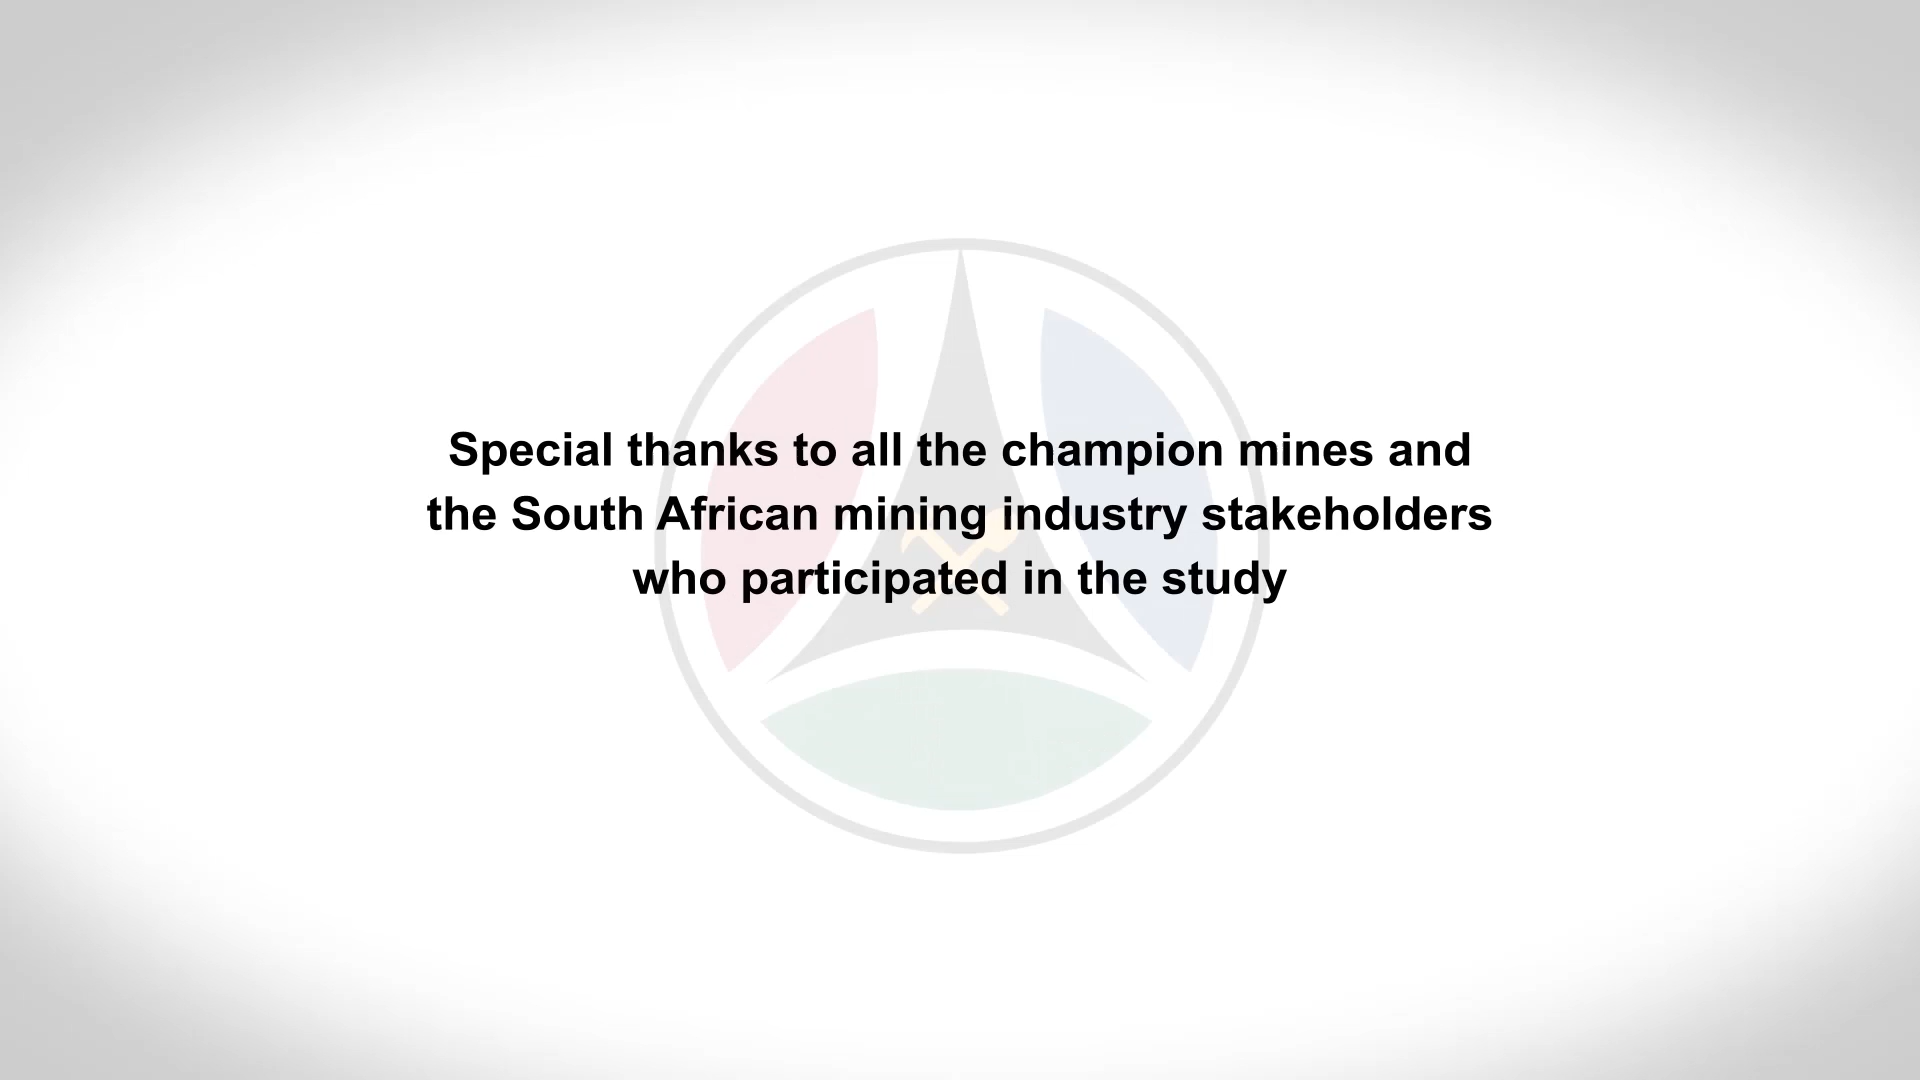 Special thanks to all the champion mines and
the South African mining industry stakeholders
who participated in the study